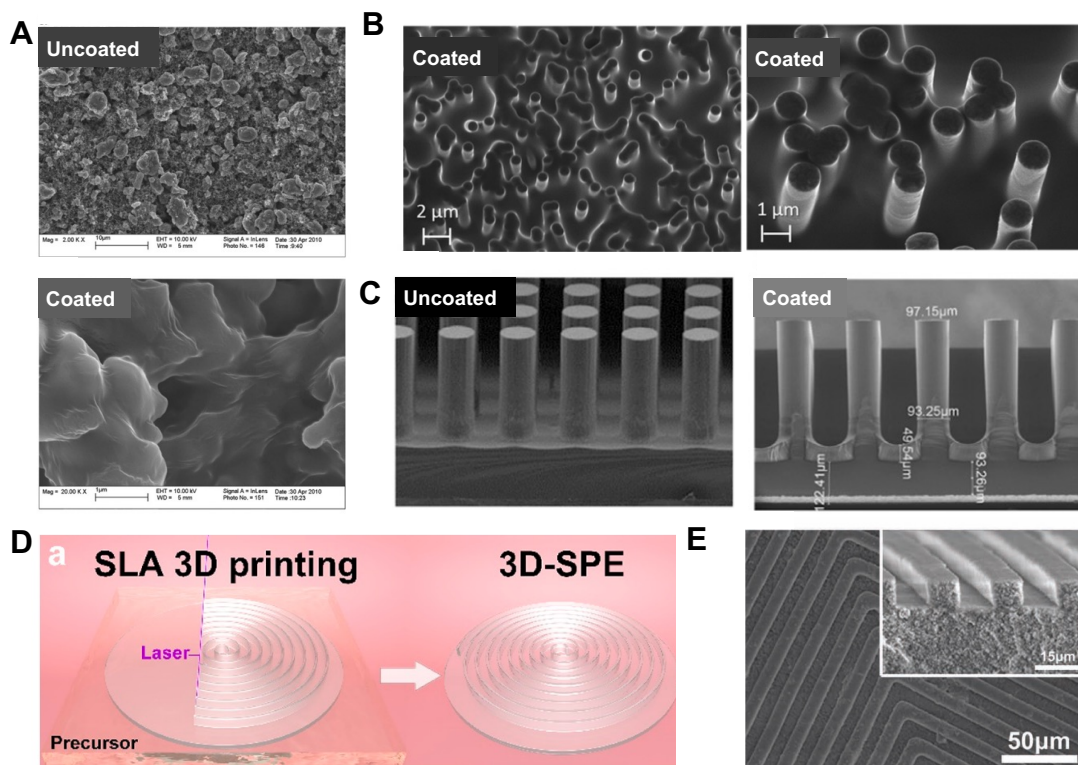 A
Uncoated
Mag = 2.00 K X
10µm
EHT = 10.00 kV
WD = 5 mm
Signal A = InLens
Photo No. = 146
Date :30 Apr 2010
Time :9:40
Coated
Mag = 20.00 K X
1µm
EHT = 10.00 kV
WD = 5 mm
Signal A = InLens
Photo No. = 151
Date :30 Apr 2010
Time :10:23
B
Coated
2 µm
Coated
1 µm
C
Uncoated
Coated
97.15µm
93.25µm
49.54µm
93.26µm
122.41µm
D
a
SLA 3D printing
3D-SPE
Laser
Precursor
E
15µm
50µm